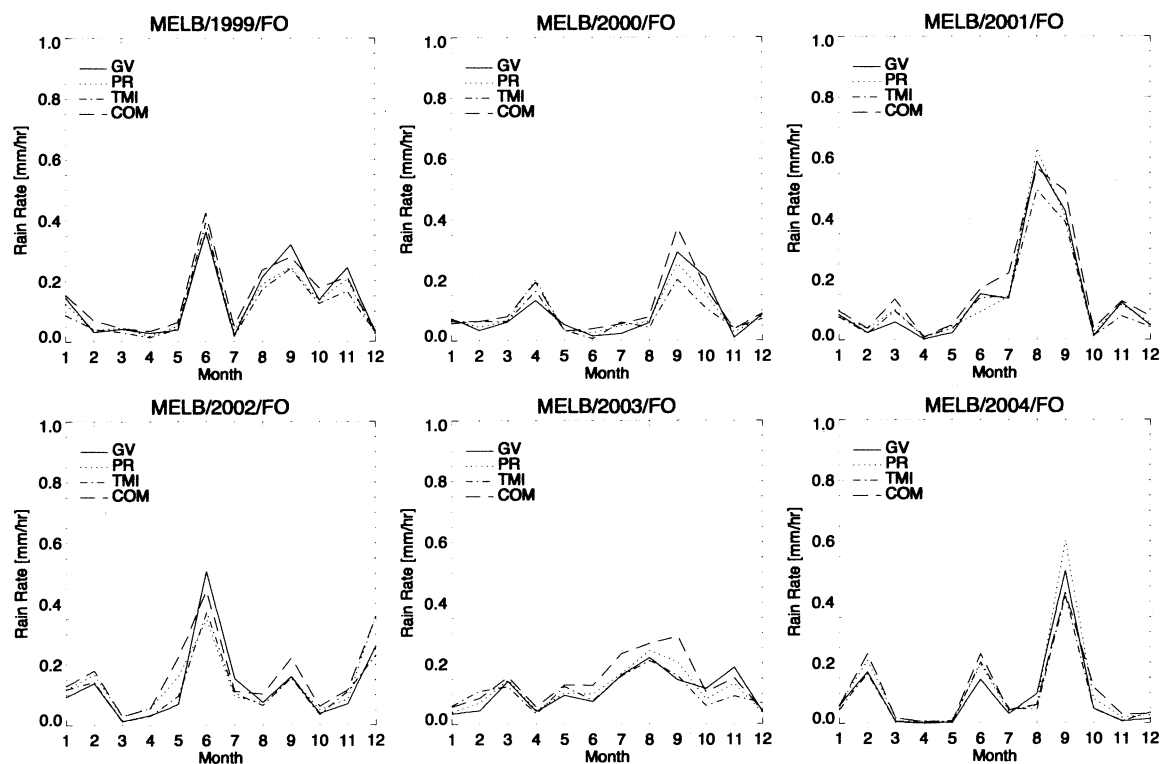 MELB/1999/FO
1.0
0.8
0.6
0.4
0.2
0.0
Rain Rate [mm/hr]
GV
PR
TMI
COM
1 2 3 4 5 6 7 8 9 10 11 12
Month
MELB/2000/FO
1.0
0.8
0.6
0.4
0.2
0.0
Rain Rate [mm/hr]
GV
PR
TMI
COM
1 2 3 4 5 6 7 8 9 10 11 12
Month
MELB/2001/FO
1.0
0.8
0.6
0.4
0.2
0.0
Rain Rate [mm/hr]
GV
PR
TMI
COM
1 2 3 4 5 6 7 8 9 10 11 12
Month
MELB/2002/FO
1.0
0.8
0.6
0.4
0.2
0.0
Rain Rate [mm/hr]
GV
PR
TMI
COM
1 2 3 4 5 6 7 8 9 10 11 12
Month
MELB/2003/FO
1.0
0.8
0.6
0.4
0.2
0.0
Rain Rate [mm/hr]
GV
PR
TMI
COM
1 2 3 4 5 6 7 8 9 10 11 12
Month
MELB/2004/FO
1.0
0.8
0.6
0.4
0.2
0.0
Rain Rate [mm/hr]
GV
PR
TMI
COM
1 2 3 4 5 6 7 8 9 10 11 12
Month